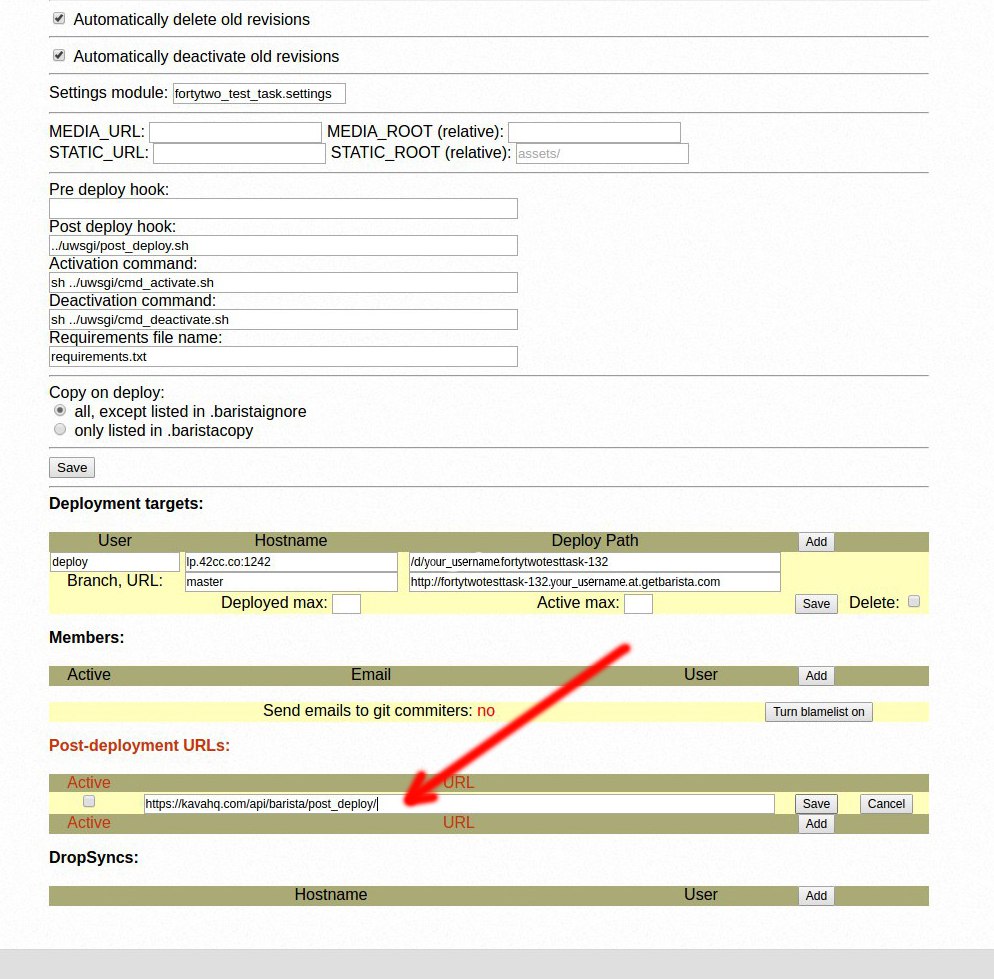 Automatically delete old revisions
Automatically deactivate old revisions
Settings module: fortytwo_test_task.settings
MEDIA_URL: MEDIA_ROOT (relative):
STATIC_URL: STATIC_ROOT (relative): assets/
Pre deploy hook:
Post deploy hook:
../uwsgi/post_deploy.sh
Activation command:
sh ../uwsgi/cmd_activate.sh
Deactivation command:
sh ../uwsgi/cmd_deactivate.sh
Requirements file name:
requirements.txt
Copy on deploy:
all, except listed in .baristaignore
only listed in .baristacopy
Save
Deployment targets:
User Hostname Deploy Path Add
deploy lp.42cc.co:1242 /d/your_username.fortytwotesttask-132
Branch, URL: master http://fortytwotesttask-132.your_username.at.getbarista.com
Deployed max: Active max: Save Delete:
Members:
Active Email User Add
Send emails to git commiters: no Turn blamelist on
Post-deployment URLs:
Active URL
https://kavahq.com/api/barista/post_deploy/ Save Cancel
Active URL Add
DropSyncs:
Hostname User Add